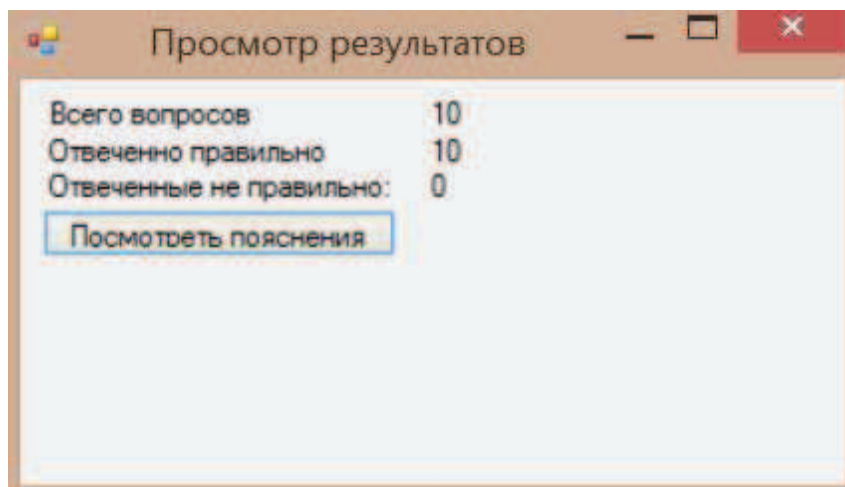 Просмотр результатов
Всего вопросов 10
Отвеченно правильно 10
Отвеченные не правильно: 0
Посмотреть пояснения